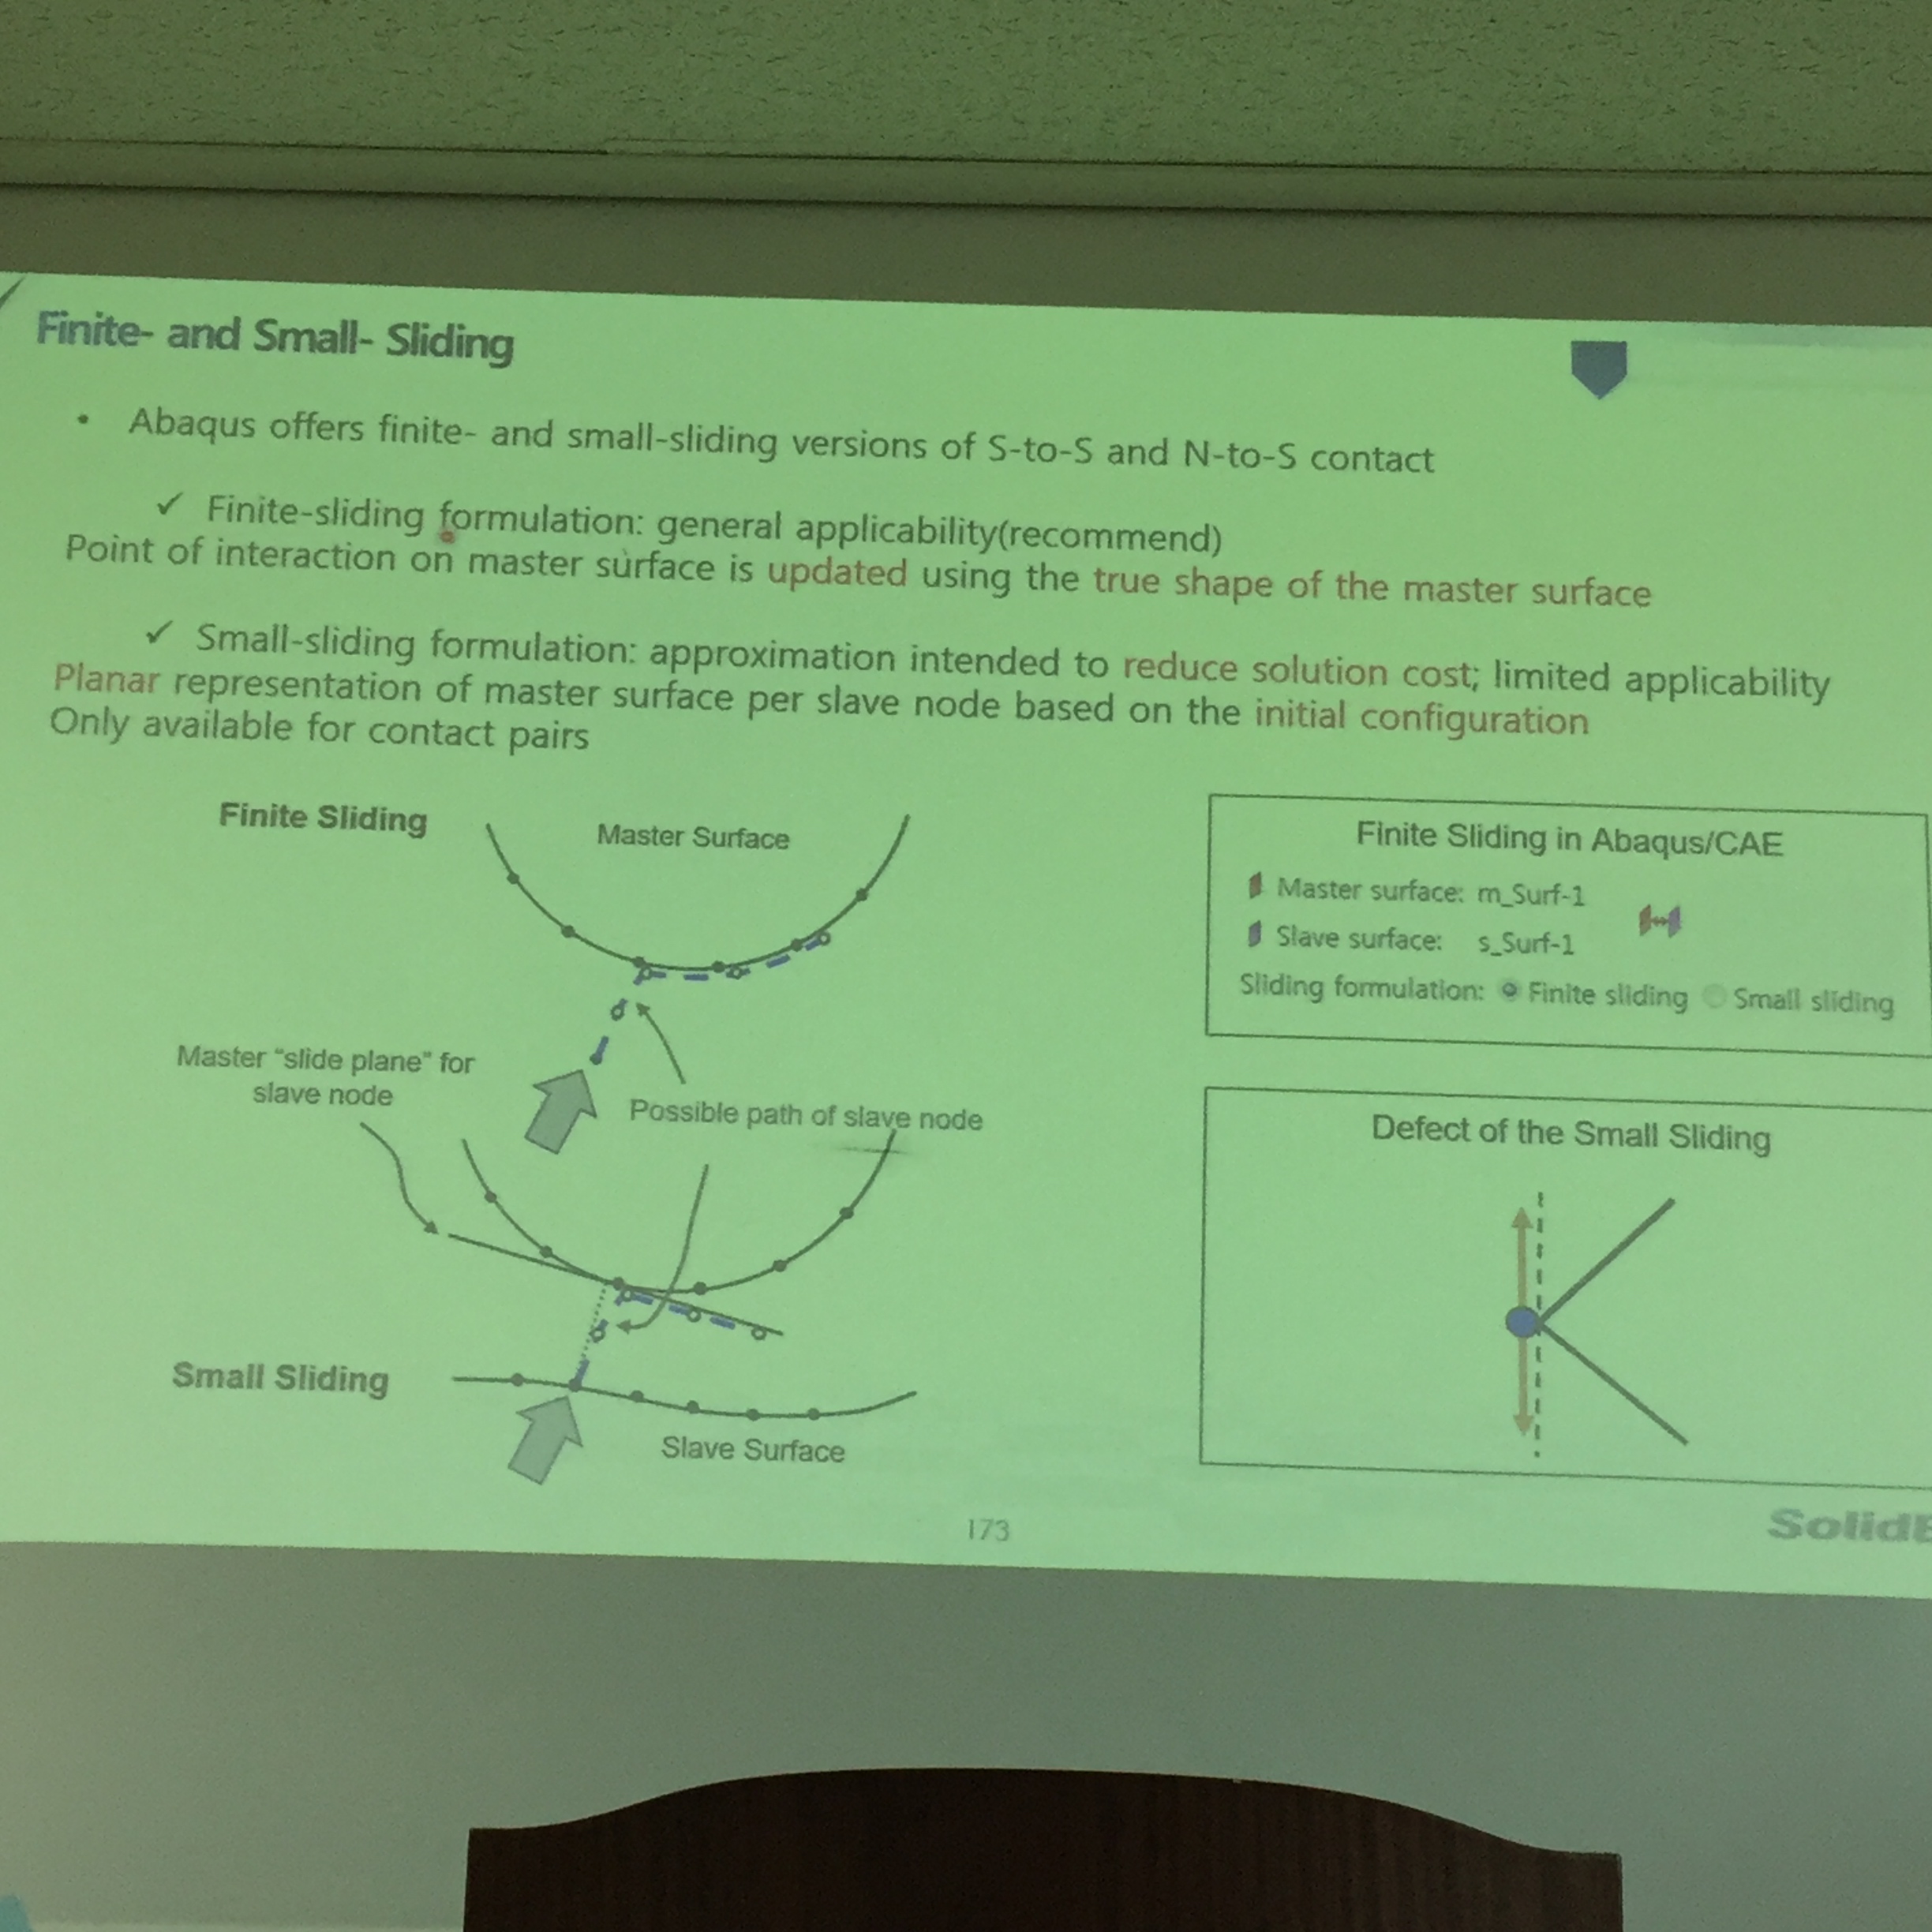 Finite- and Small- Sliding
• Abaqus offers finite- and small-sliding versions of S-to-S and N-to-S contact
✓ Finite-sliding formulation: general applicability(recommend)
Point of interaction on master surface is updated using the true shape of the master surface
✓ Small-sliding formulation: approximation intended to reduce solution cost; limited applicability
Planar representation of master surface per slave node based on the initial configuration
Only available for contact pairs
Finite Sliding
Master Surface
Master "slide plane" for
slave node
Possible path of slave node
Small Sliding
Slave Surface
Finite Sliding in Abaqus/CAE
Master surface: m_Surf-1
Slave surface: s_Surf-1
Sliding formulation: Finite sliding Small sliding
Defect of the Small Sliding
173